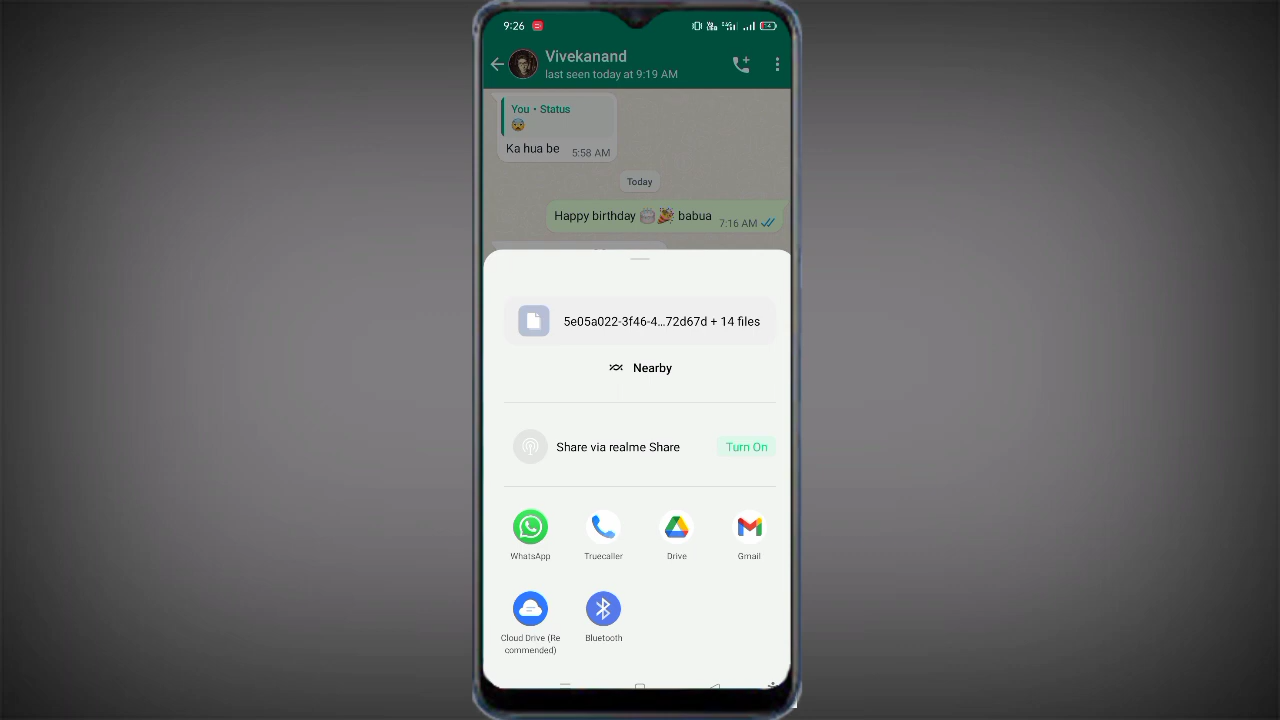 9:26
Vivekanand
last seen today at 9:19 AM
You • Status
😨
Ka hua be
5:58 AM
Today
Happy birthday 🎂 🎉 babua
7:16 AM
5e05a022-3f46-4...72d67d + 14 files
Nearby
Share via realme Share
Turn On
WhatsApp
Truecaller
Drive
Gmail
Cloud Drive (Re
commended)
Bluetooth